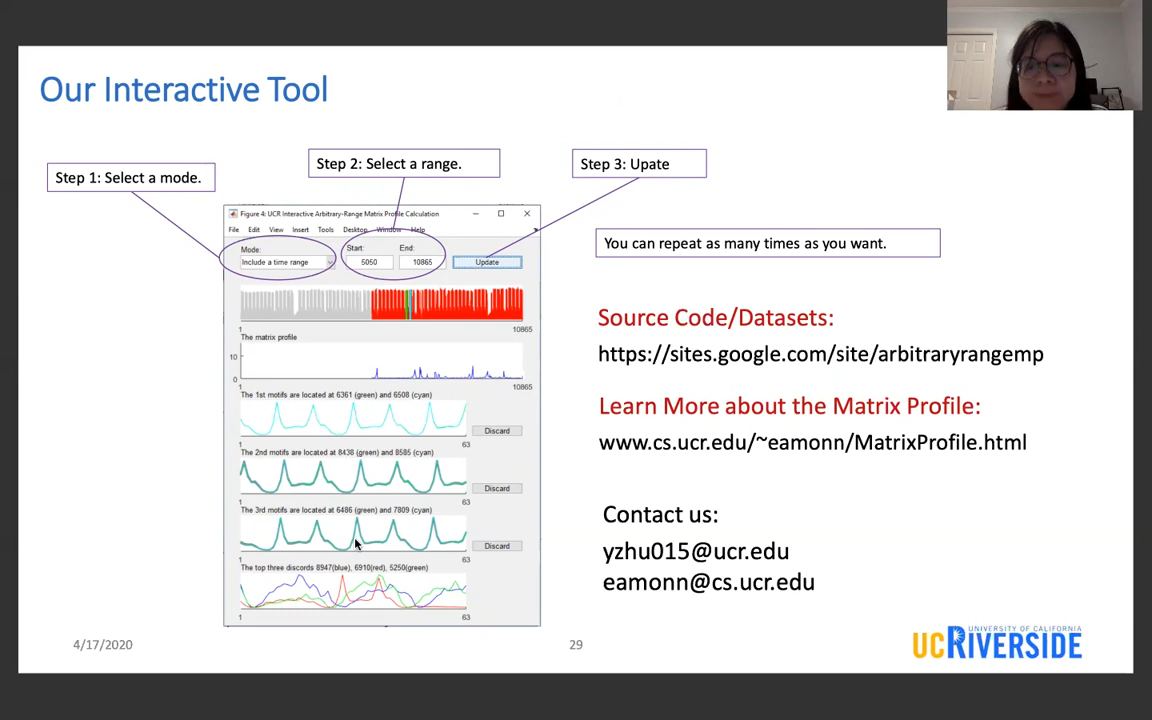 Our Interactive Tool
Step 1: Select a mode.
Step 2: Select a range.
Step 3: Upate
Figure 4: UCR Interactive Arbitrary-Range Matrix Profile Calculation
File Edit View Insert Tools Desktop Window Help
Mode:
Start:
End:
Include a time range
5050
10865
Update
1
10865
The matrix profile
10
0
1
10865
The 1st motifs are located at 6361 (green) and 6508 (cyan)
Discard
1
63
The 2nd motifs are located at 8438 (green) and 8585 (cyan)
Discard
1
63
The 3rd motifs are located at 6486 (green) and 7809 (cyan)
Discard
1
63
The top three discords 8947(blue), 6910(red), 5250(green)
1
63
You can repeat as many times as you want.
Source Code/Datasets:
https://sites.google.com/site/arbitraryrangemp
Learn More about the Matrix Profile:
www.cs.ucr.edu/~eamonn/MatrixProfile.html
Contact us:
yzhu015@ucr.edu
eamonn@cs.ucr.edu
4/17/2020
29
UNIVERSITY OF CALIFORNIA
UCRIVERSIDE